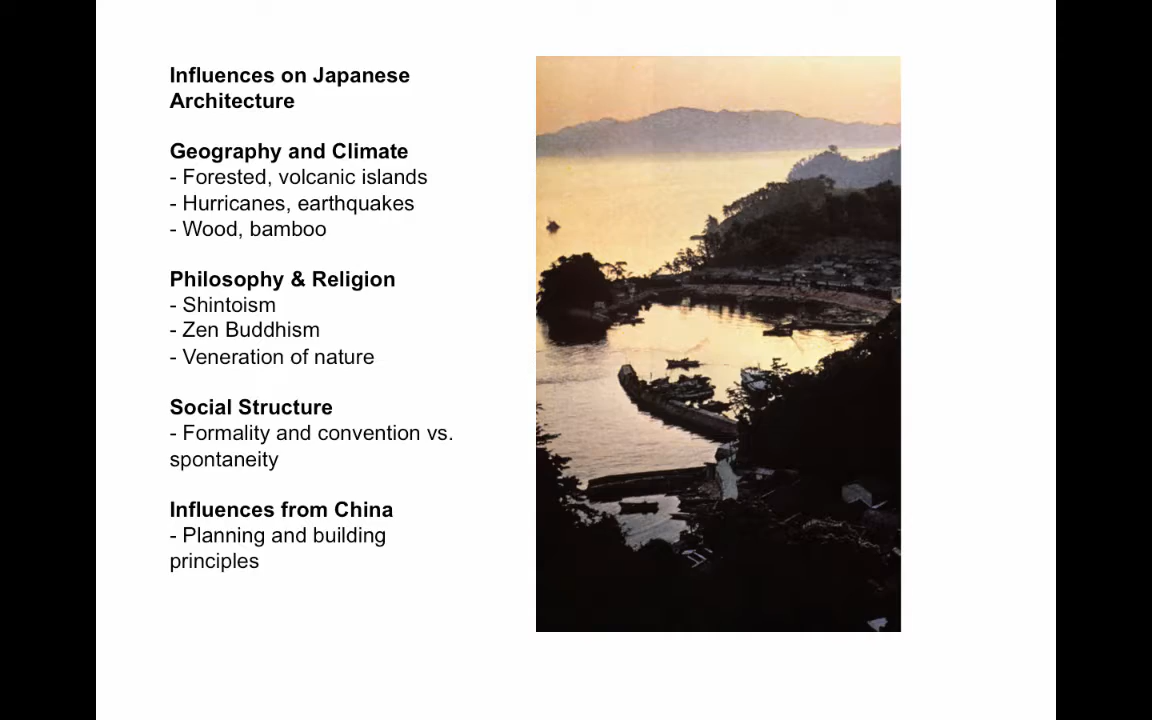 Influences on Japanese
Architecture
Geography and Climate
- Forested, volcanic islands
- Hurricanes, earthquakes
- Wood, bamboo
Philosophy & Religion
- Shintoism
- Zen Buddhism
- Veneration of nature
Social Structure
- Formality and convention vs.
spontaneity
Influences from China
- Planning and building
principles